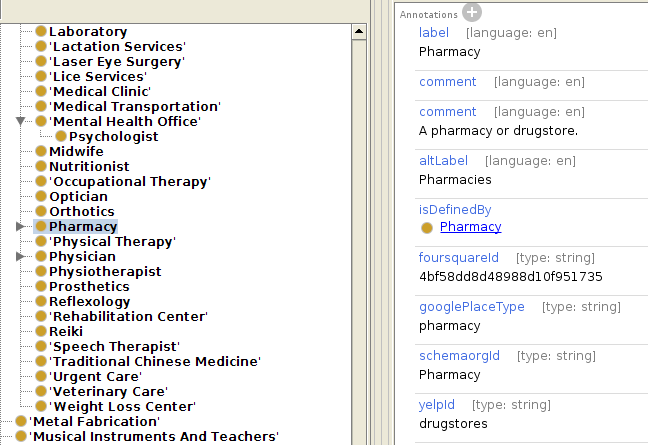 Laboratory
'Lactation Services'
'Laser Eye Surgery'
'Lice Services'
'Medical Clinic'
'Medical Transportation'
'Mental Health Office'
Psychologist
Midwife
Nutritionist
'Occupational Therapy'
Optician
Orthotics
Pharmacy
'Physical Therapy'
Physician
Physiotherapist
Prosthetics
Reflexology
'Rehabilitation Center'
Reiki
'Speech Therapist'
'Traditional Chinese Medicine'
'Urgent Care'
'Veterinary Care'
'Weight Loss Center'
'Metal Fabrication'
'Musical Instruments And Teachers'
Annotations
label [language: en]
Pharmacy
comment [language: en]
comment [language: en]
A pharmacy or drugstore.
altLabel [language: en]
Pharmacies
isDefinedBy
Pharmacy
foursquareId [type: string]
4bf58dd8d48988d10f951735
googlePlaceType [type: string]
pharmacy
schemaorgId [type: string]
Pharmacy
yelpId [type: string]
drugstores